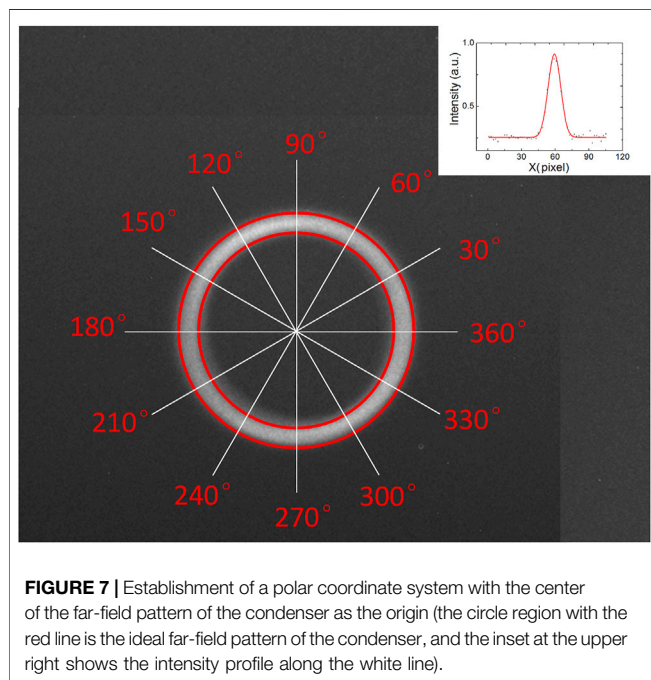 1.0
0.5
Intensity (a.u.)
0 30 60 90 120
X(pixel)
90°
120° 60°
150° 30°
180° 360°
210° 330°
240° 300°
270°
FIGURE 7 | Establishment of a polar coordinate system with the center
of the far-field pattern of the condenser as the origin (the circle region with the
red line is the ideal far-field pattern of the condenser, and the inset at the upper
right shows the intensity profile along the white line).